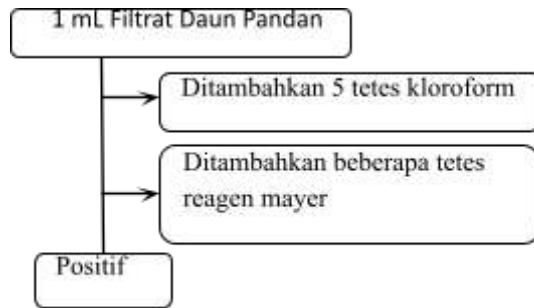 1 mL Filtrat Daun Pandan
Ditambahkan 5 tetes kloroform
Ditambahkan beberapa tetes
reagen mayer
Positif